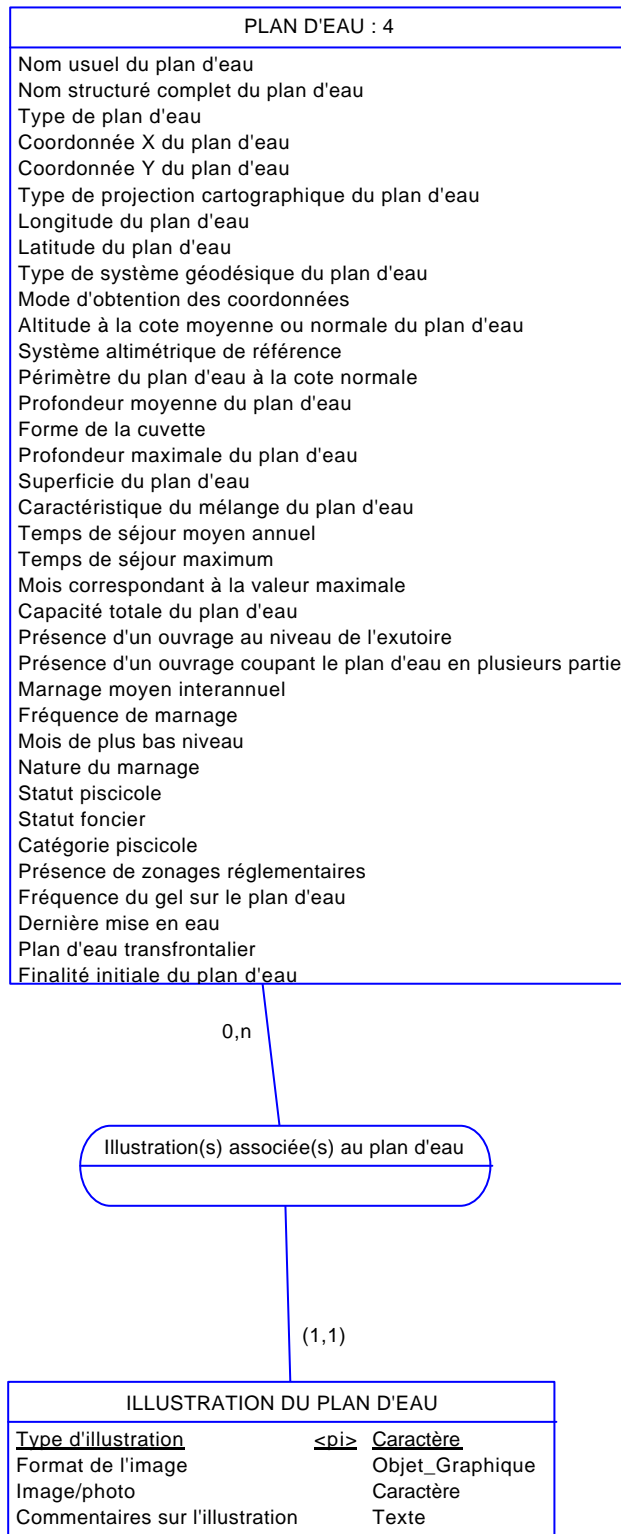 PLAN D'EAU : 4
Nom usuel du plan d'eau
Nom structuré complet du plan d'eau
Type de plan d'eau
Coordonnée X du plan d'eau
Coordonnée Y du plan d'eau
Type de projection cartographique du plan d'eau
Longitude du plan d'eau
Latitude du plan d'eau
Type de système géodésique du plan d'eau
Mode d'obtention des coordonnées
Altitude à la cote moyenne ou normale du plan d'eau
Système altimétrique de référence
Périmètre du plan d'eau à la cote normale
Profondeur moyenne du plan d'eau
Forme de la cuvette
Profondeur maximale du plan d'eau
Superficie du plan d'eau
Caractéristique du mélange du plan d'eau
Temps de séjour moyen annuel
Temps de séjour maximum
Mois correspondant à la valeur maximale
Capacité totale du plan d'eau
Présence d'un ouvrage au niveau de l'exutoire
Présence d'un ouvrage coupant le plan d'eau en plusieurs partie
Marnage moyen interannuel
Fréquence de marnage
Mois de plus bas niveau
Nature du marnage
Statut piscicole
Statut foncier
Catégorie piscicole
Présence de zonages réglementaires
Fréquence du gel sur le plan d'eau
Dernière mise en eau
Plan d'eau transfrontalier
Finalité initiale du plan d'eau
0,n
Illustration(s) associée(s) au plan d'eau
(1,1)
ILLUSTRATION DU PLAN D'EAU
Type d'illustration <pi> Caractère
Format de l'image Objet_Graphique
Image/photo Caractère
Commentaires sur l'illustration Texte